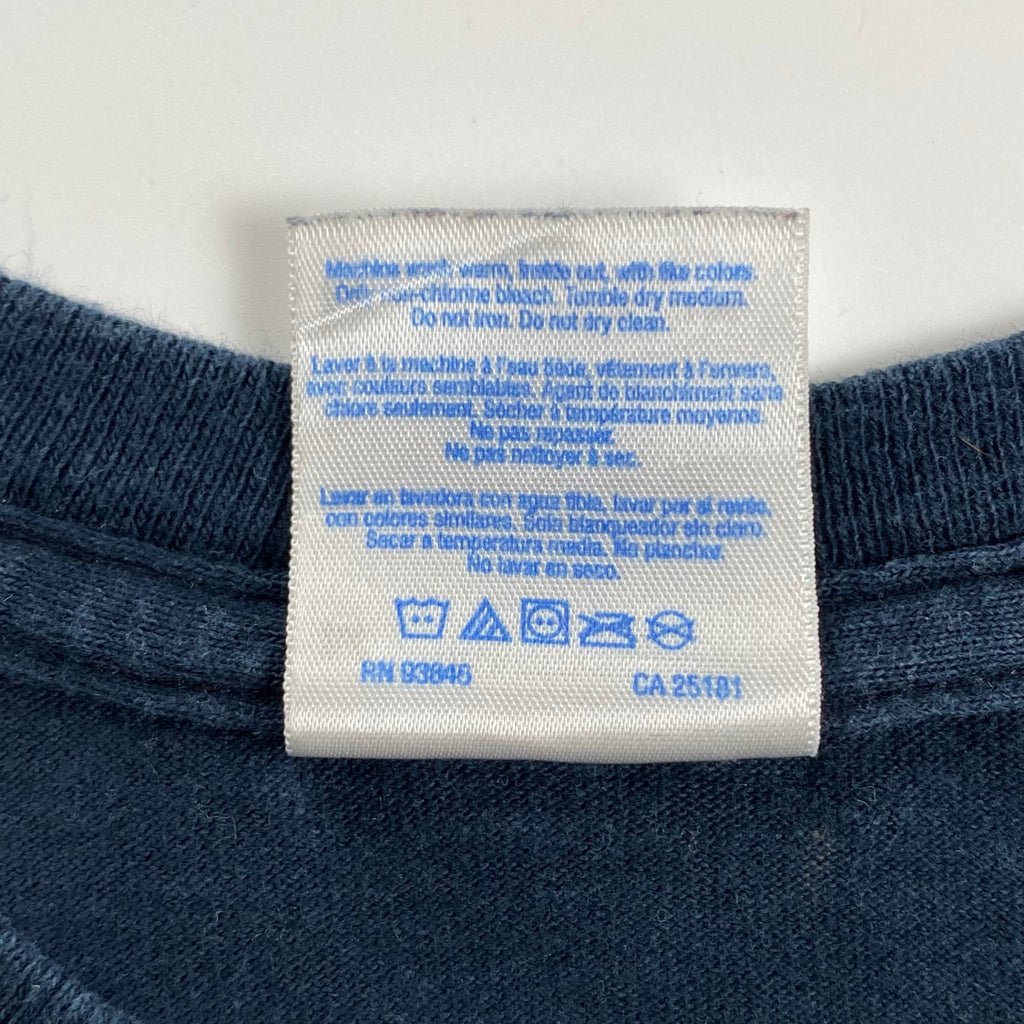 Machine wash warm, inside out, with like colors.
Only non-chlorine bleach. Tumble dry medium.
Do not iron. Do not dry clean.
Laver à la machine à l'eau tiède, vêtement à l'envers,
avec couleurs semblables. Agent de blanchiment sans
chlore seulement. Sécher à température moyenne.
Ne pas repasser.
Ne pas nettoyer à sec.
Lavar en lavadora con agua tibia, lavar por el revés,
con colores similares. Solo blanqueador sin cloro.
Secar a temperatura media. No planchar.
No lavar en seco.
RN 93846
CA 25181